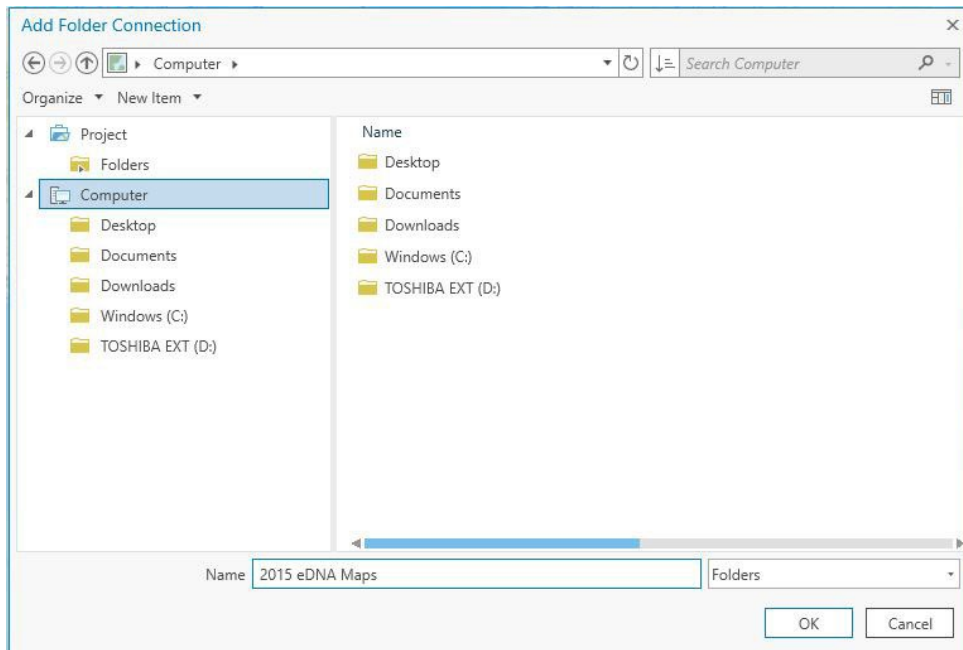 Add Folder Connection
Computer
Search Computer
Organize New Item
Project
Folders
Computer
Desktop
Documents
Downloads
Windows (C:)
TOSHIBA EXT (D:)
Name
Desktop
Documents
Downloads
Windows (C:)
TOSHIBA EXT (D:)
Name 2015 eDNA Maps Folders
OK Cancel